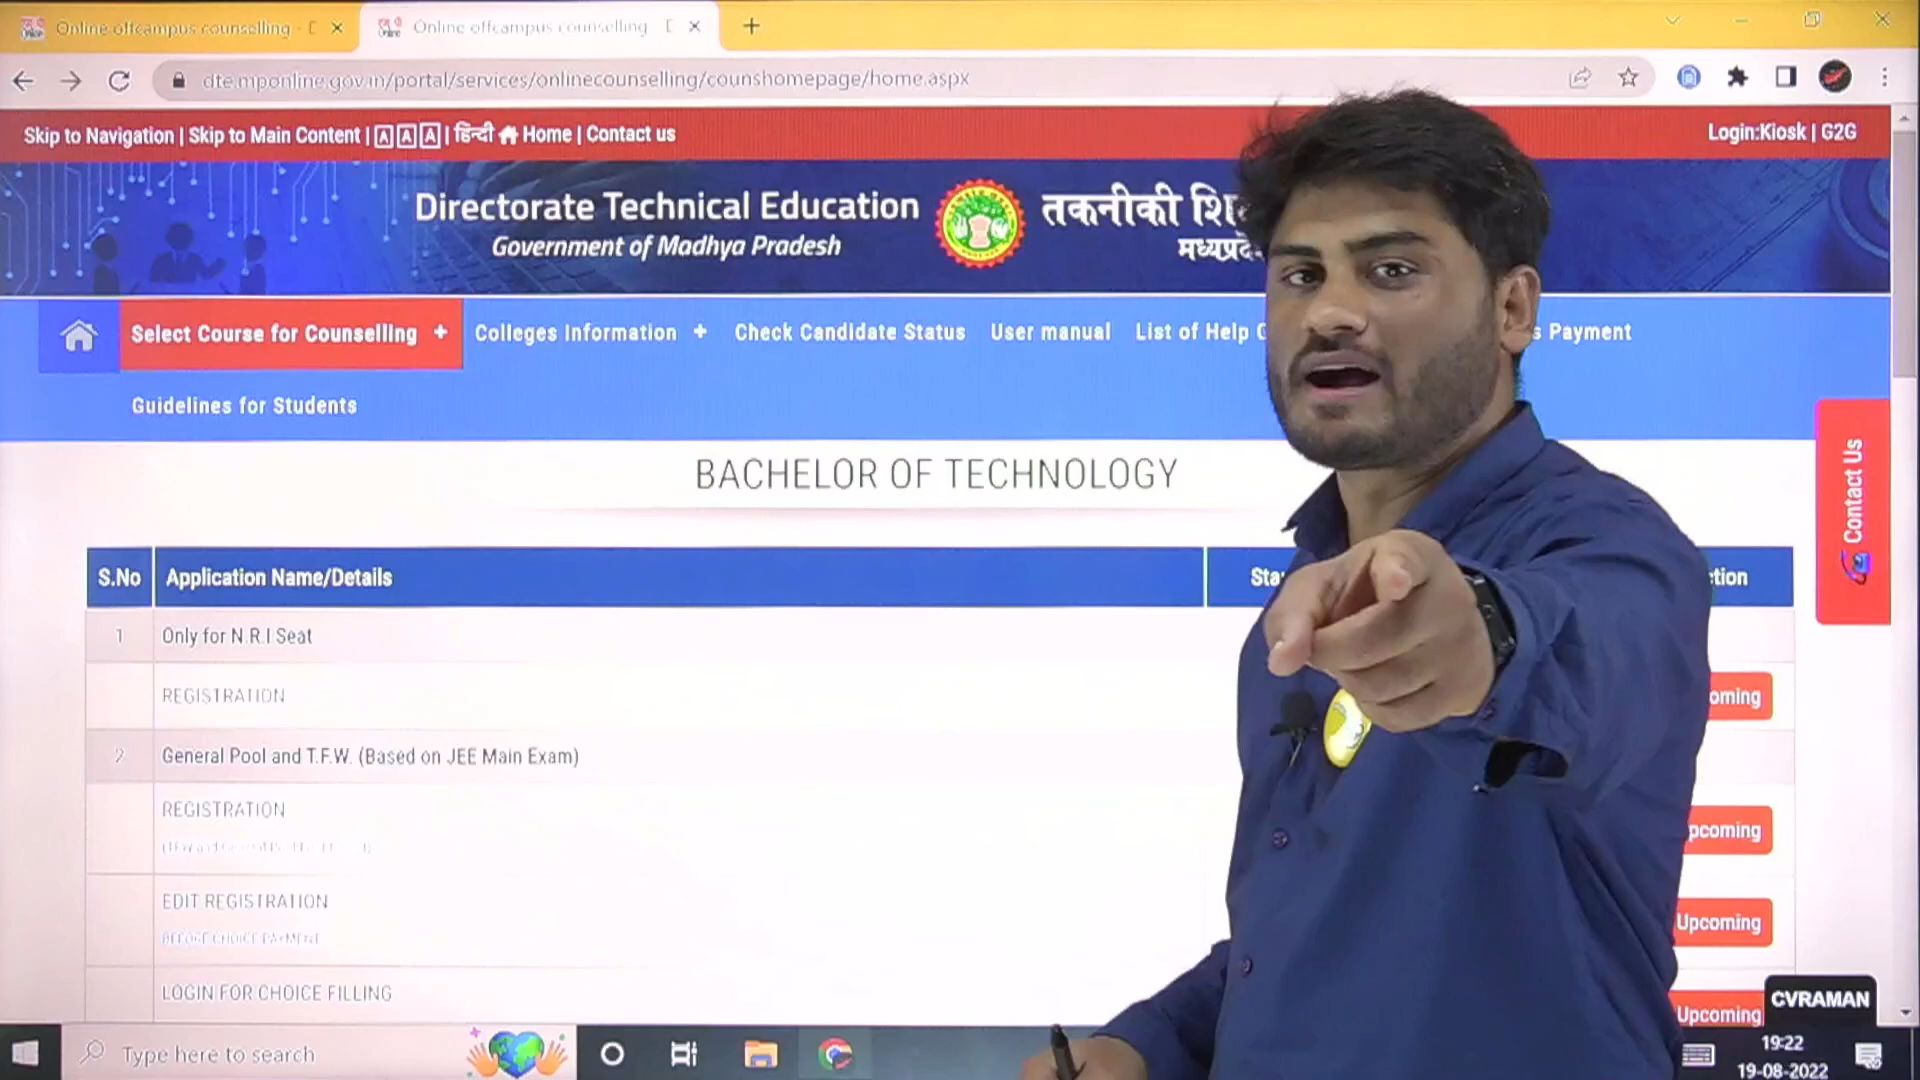 Online offcampus counselling - D
Online offcampus counselling
dte.mponline.gov.in/portal/services/onlinecounselling/counshomepage/home.aspx
Skip to Navigation | Skip to Main Content | A A A | हिन्दी Home | Contact us
Login:Kiosk | G2G
Directorate Technical Education
Government of Madhya Pradesh
तकनीकी
Select Course for Counselling +
Colleges Information +
Check Candidate Status
User manual
List of Help
Payment
Guidelines for Students
Contact Us
BACHELOR OF TECHNOLOGY
S.No
Application Name/Details
1
Only for N.R.I Seat
REGISTRATION
2
General Pool and T.F.W. (Based on JEE Main Exam)
REGISTRATION
EDIT REGISTRATION
BEFORE CHOICE PAYMENT
Upcoming
LOGIN FOR CHOICE FILLING
Upcoming
CVRAMAN
Type here to search
19:22
19-08-2022